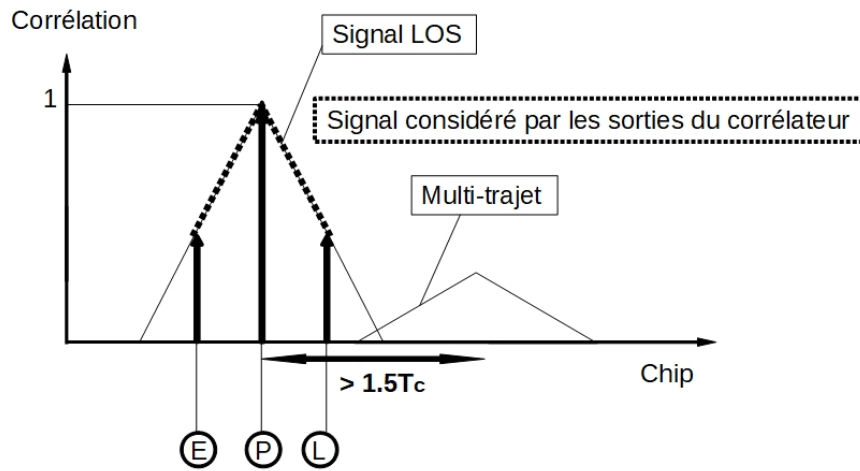 Corrélation
Signal LOS
1
Signal considéré par les sorties du corrélateur
Multi-trajet
> 1.5Tc
Chip
E
P
L